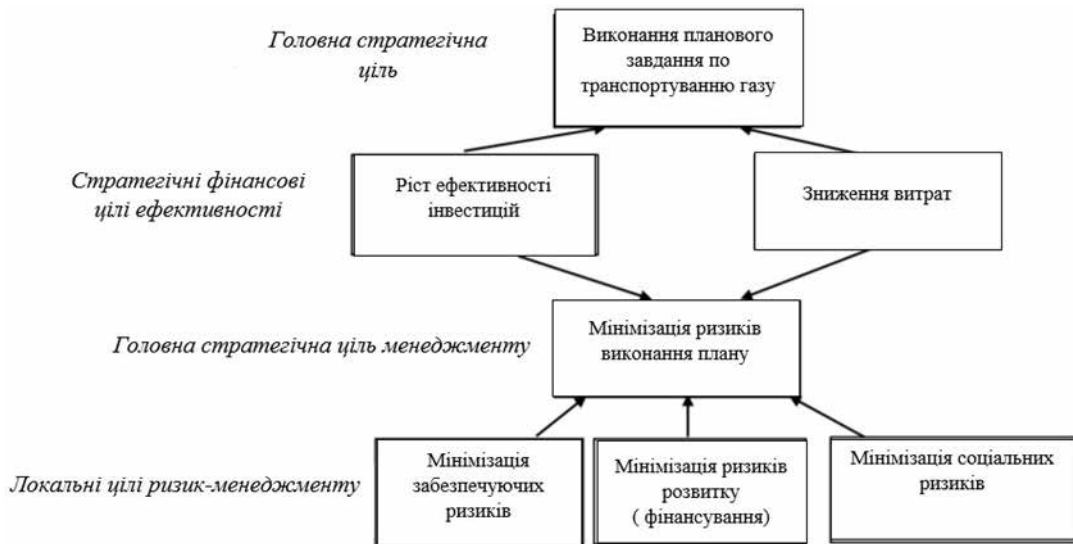 Головна стратегічна
ціль
Виконання планового
завдання по
транспортуванню газу
Стратегічні фінансові
цілі ефективності
Ріст ефективності
інвестицій
Зниження витрат
Головна стратегічна ціль менеджменту
Мінімізація ризиків
виконання плану
Локальні цілі ризик-менеджменту
Мінімізація
забезпечуючих
ризиків
Мінімізація ризиків
розвитку
( фінансування)
Мінімізація соціальних
ризиків